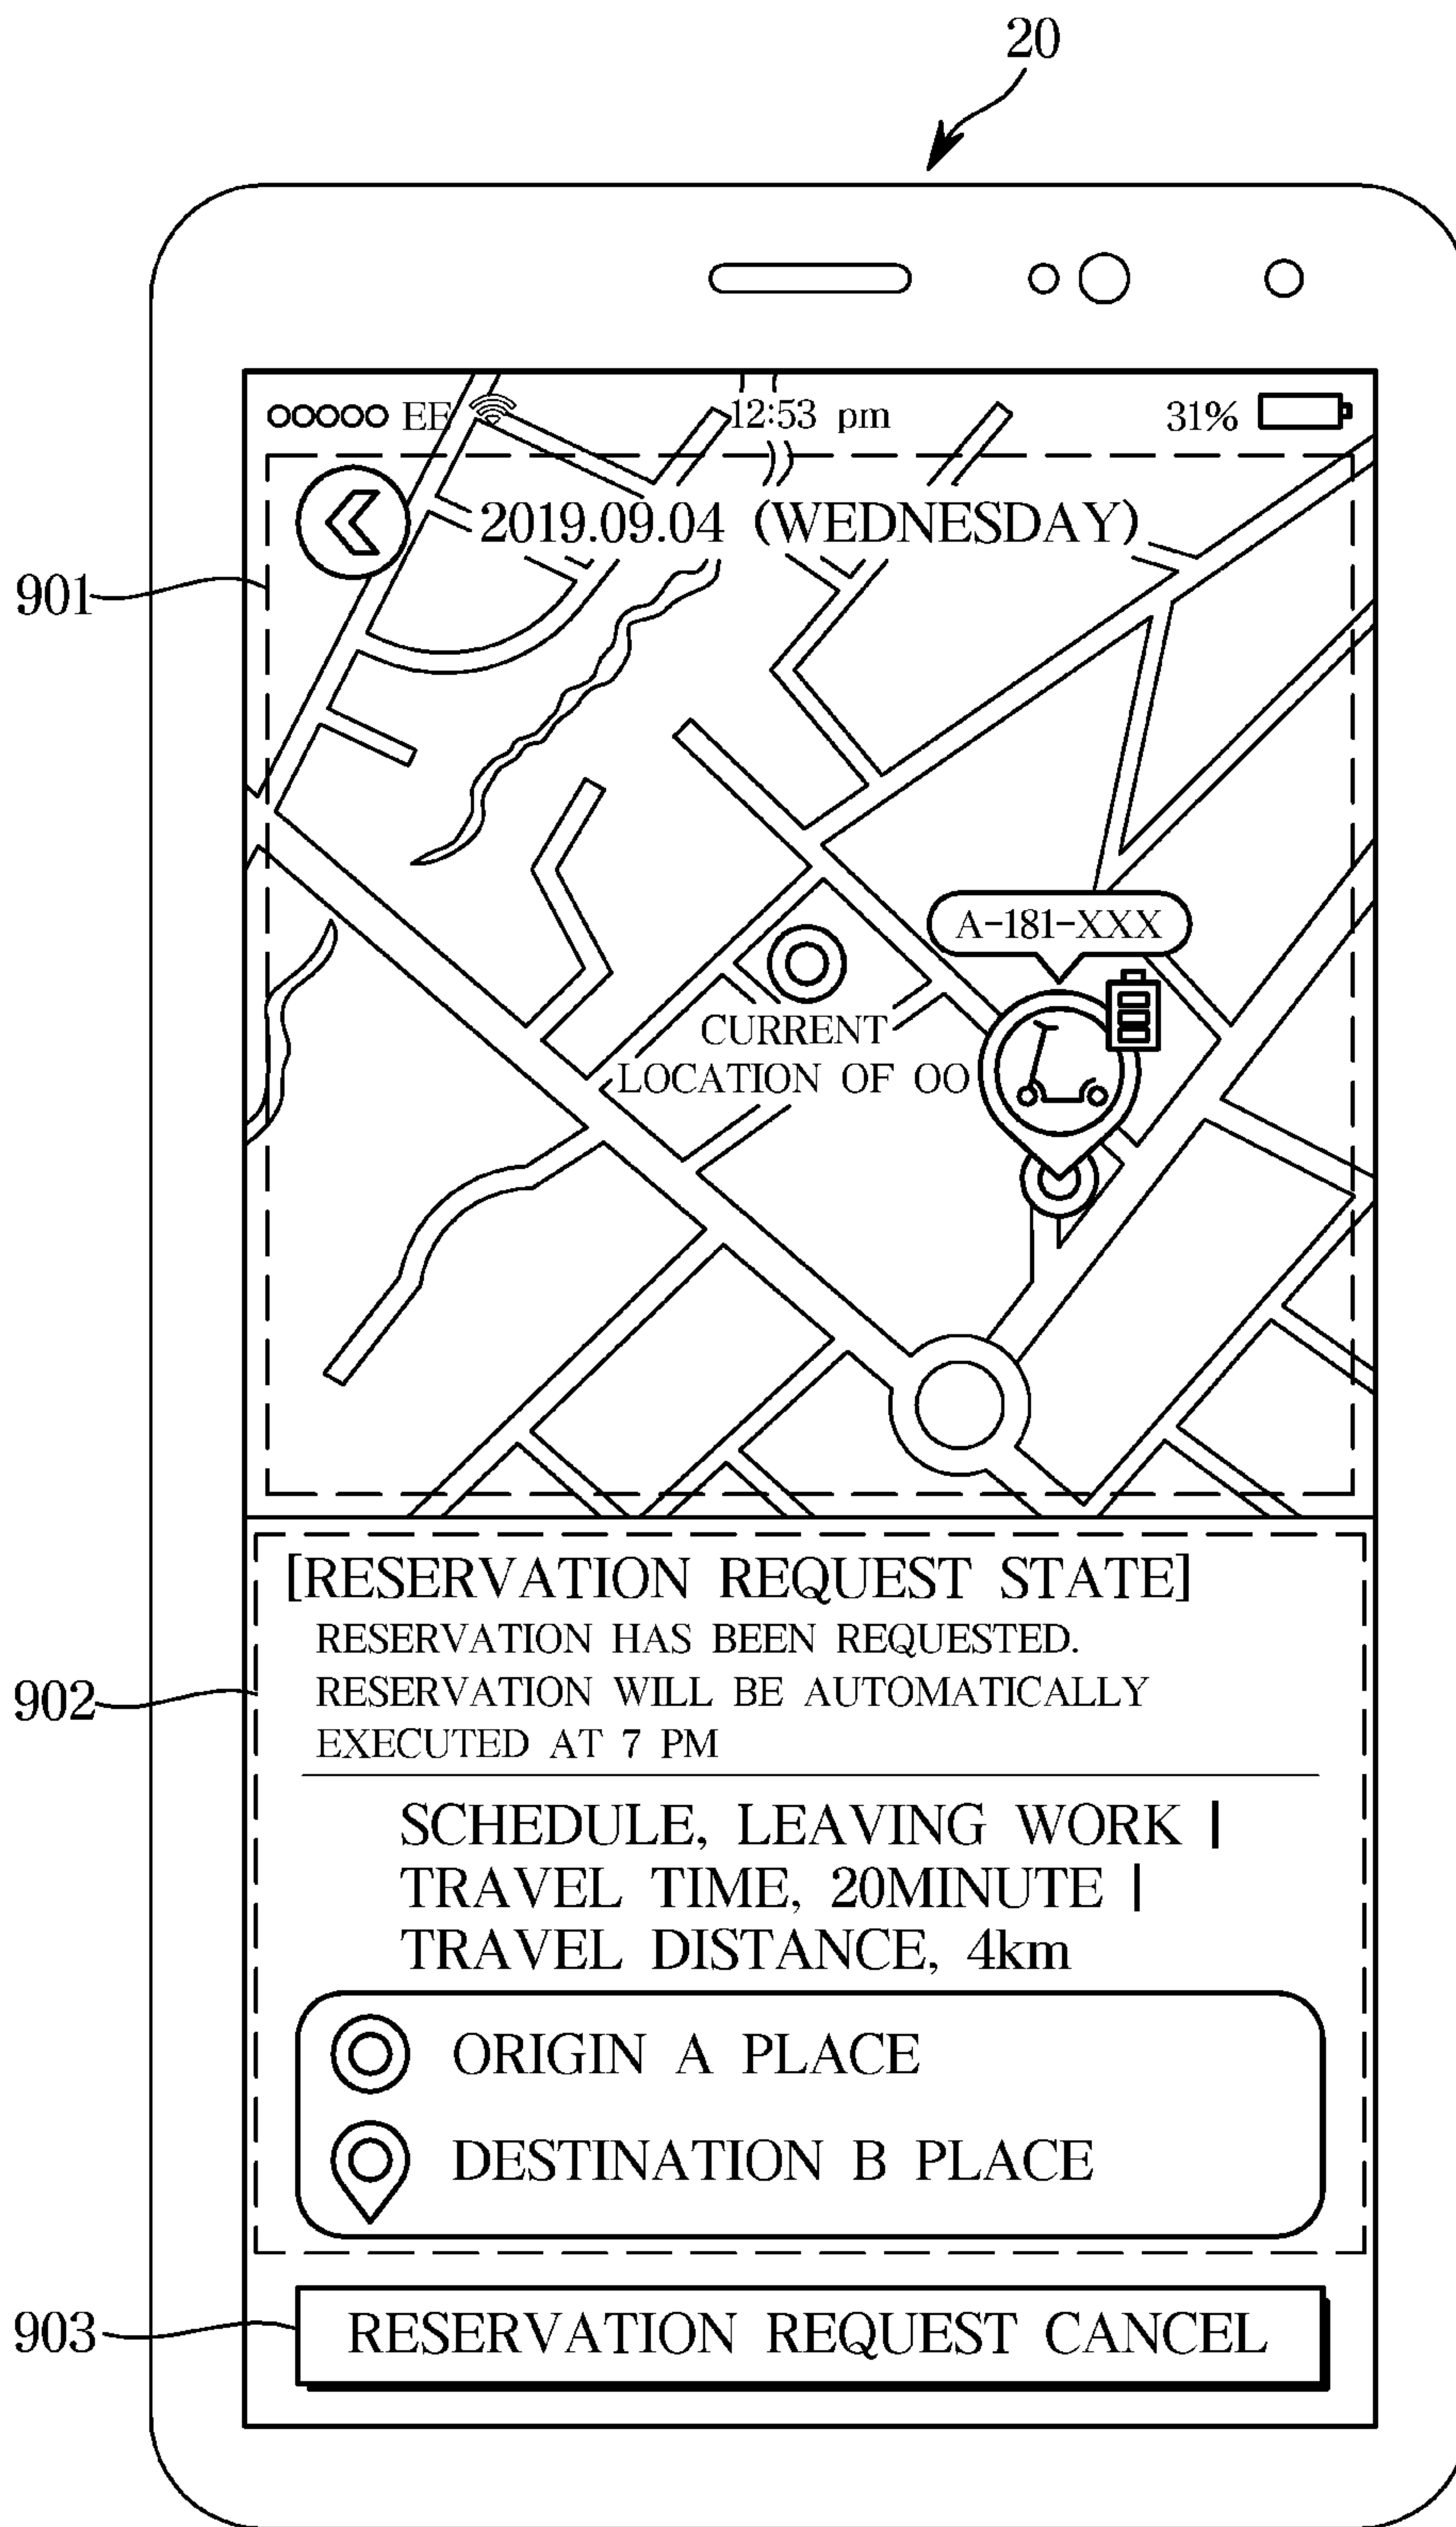 20
EE 12:53 pm 31%
2019.09.04 (WEDNESDAY)
901
A-181-XXX
CURRENT
LOCATION OF OO
[RESERVATION REQUEST STATE]
RESERVATION HAS BEEN REQUESTED.
902
RESERVATION WILL BE AUTOMATICALLY
EXECUTED AT 7 PM
SCHEDULE, LEAVING WORK |
TRAVEL TIME, 20MINUTE |
TRAVEL DISTANCE, 4km
ORIGIN A PLACE
DESTINATION B PLACE
903
RESERVATION REQUEST CANCEL